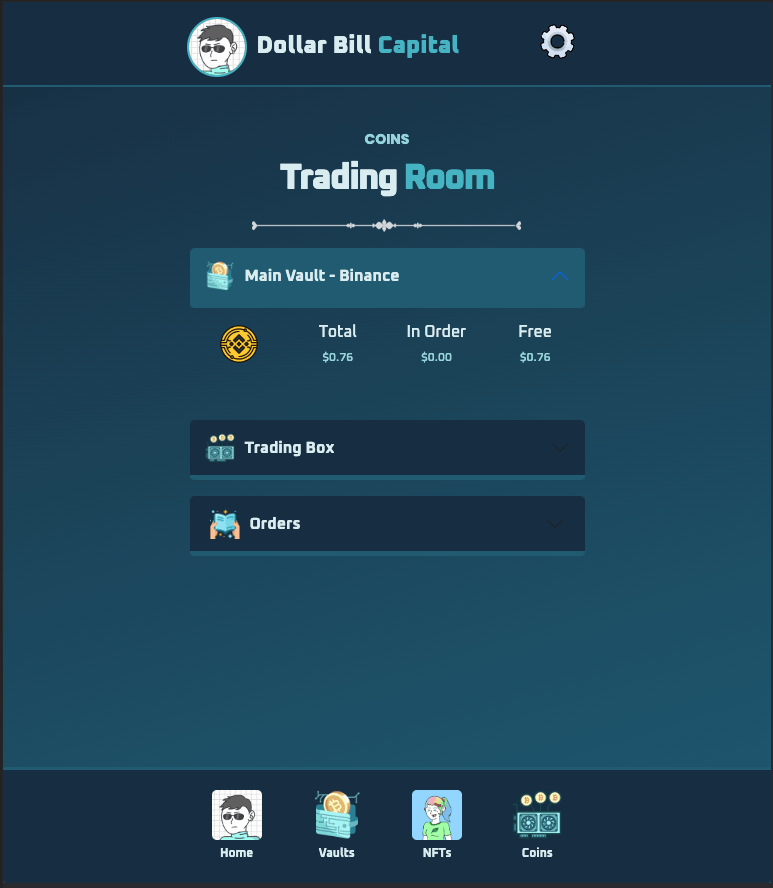 Dollar Bill Capital
COINS
Trading Room
Main Vault - Binance
Total In Order Free
$0.76 $0.00 $0.76
Trading Box
Orders
Home Vaults NFTs Coins